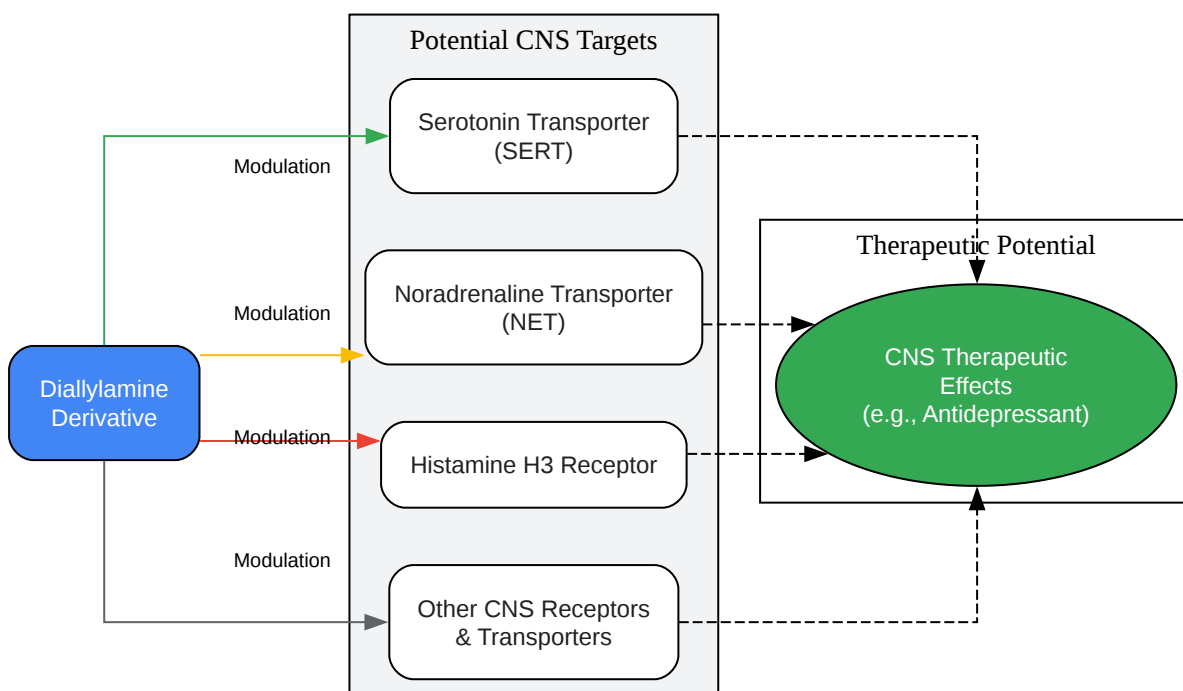 Potential CNS Targets
Serotonin Transporter
(SERT)
Modulation
Therapeutic Potential
Noradrenaline Transporter
(NET)
Modulation
Diallylamine
Derivative
CNS Therapeutic
Effects
(e.g., Antidepressant)
Modulation
Histamine H3 Receptor
Modulation
Other CNS Receptors
& Transporters